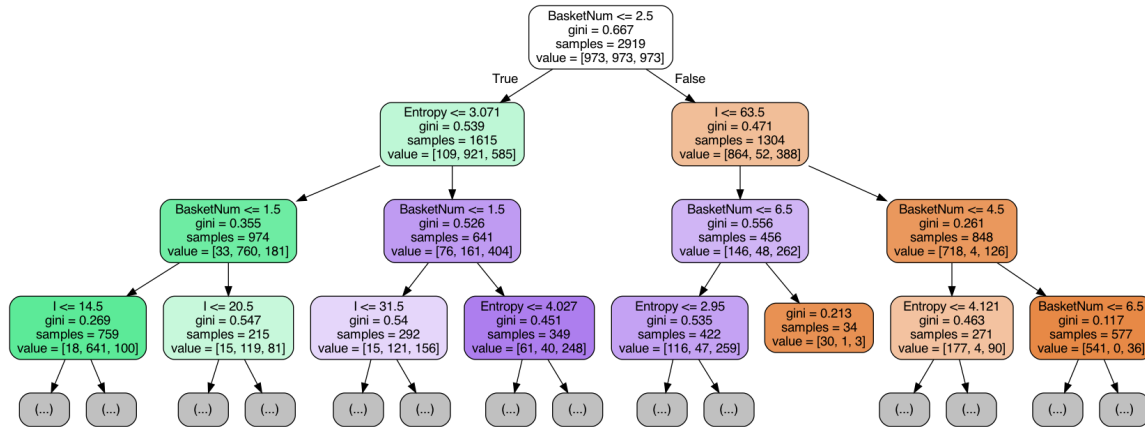 BasketNum <= 2.5
gini = 0.667
samples = 2919
value = [973, 973, 973]
True
False
Entropy <= 3.071
gini = 0.539
samples = 1615
value = [109, 921, 585]
I <= 63.5
gini = 0.471
samples = 1304
value = [864, 52, 388]
BasketNum <= 1.5
gini = 0.355
samples = 974
value = [33, 760, 181]
BasketNum <= 1.5
gini = 0.526
samples = 641
value = [76, 161, 404]
BasketNum <= 6.5
gini = 0.556
samples = 456
value = [146, 48, 262]
BasketNum <= 4.5
gini = 0.261
samples = 848
value = [718, 4, 126]
I <= 14.5
gini = 0.269
samples = 759
value = [18, 641, 100]
I <= 20.5
gini = 0.547
samples = 215
value = [15, 119, 81]
I <= 31.5
gini = 0.54
samples = 292
value = [15, 121, 156]
Entropy <= 4.027
gini = 0.451
samples = 349
value = [61, 40, 248]
Entropy <= 2.95
gini = 0.535
samples = 422
value = [116, 47, 259]
gini = 0.213
samples = 34
value = [30, 1, 3]
Entropy <= 4.121
gini = 0.463
samples = 271
value = [177, 4, 90]
BasketNum <= 6.5
gini = 0.117
samples = 577
value = [541, 0, 36]
(...)
(...)
(...)
(...)
(...)
(...)
(...)
(...)
(...)
(...)
(...)
(...)
(...)
(...)